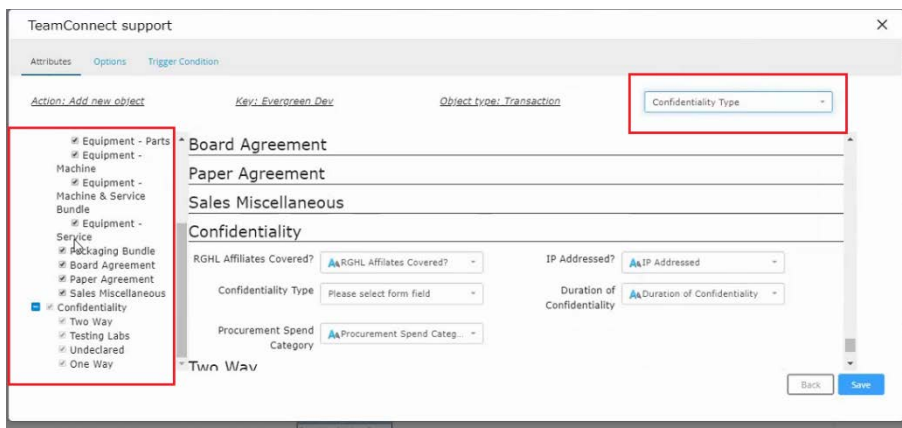 TeamConnect support
Attributes Options Trigger Condition
Action: Add new object Key: Evergreen Dev Object type: Transaction Confidentiality Type
Equipment - Parts
Equipment -
Machine
Equipment -
Machine & Service
Bundle
Equipment -
Service
Packaging Bundle
Board Agreement
Paper Agreement
Sales Miscellaneous
Confidentiality
Two Way
Testing Labs
Undeclared
One Way
Board Agreement
Paper Agreement
Sales Miscellaneous
Confidentiality
RGHL Affiliates Covered? RGHL Affilates Covered? IP Addressed? IP Addressed
Confidentiality Type Please select form field Duration of
Confidentiality Duration of Confidentiality
Procurement Spend
Category Procurement Spend Categ...
Two Way
Back Save